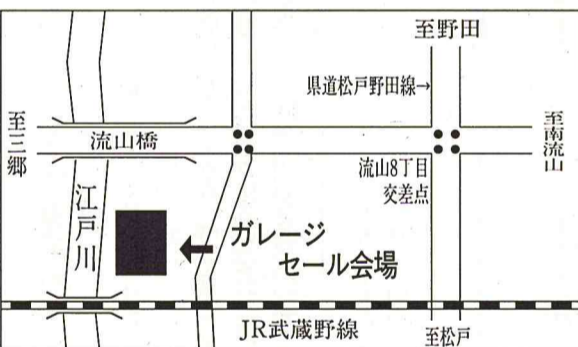 至野田
県道松戸野田線→
至三郷
流山橋
至南流山
流山8丁目
交差点
江戸川
ガレージ
セール会場
JR武蔵野線
至松戸